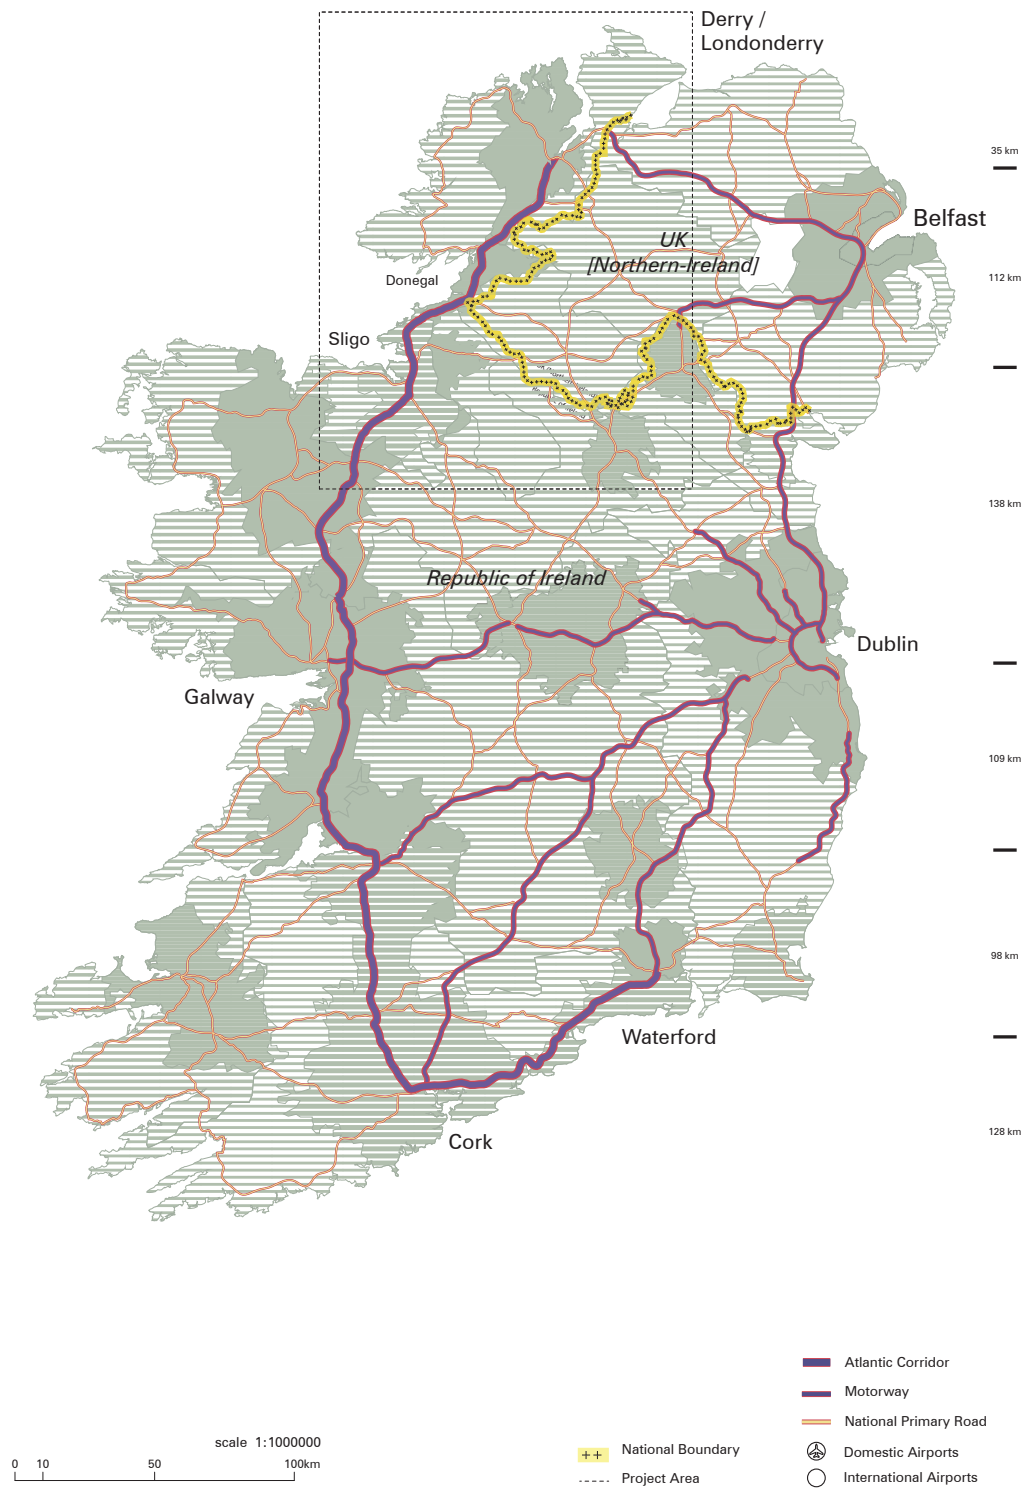 Derry /
Londonderry
35 km
Belfast
UK
[Northern-Ireland]
112 km
Donegal
Sligo
138 km
Republic of Ireland
Dublin
Galway
109 km
98 km
Waterford
128 km
Cork
Atlantic Corridor
Motorway
National Primary Road
scale 1:1000000
National Boundary
Domestic Airports
0 10 50 100km
Project Area
International Airports